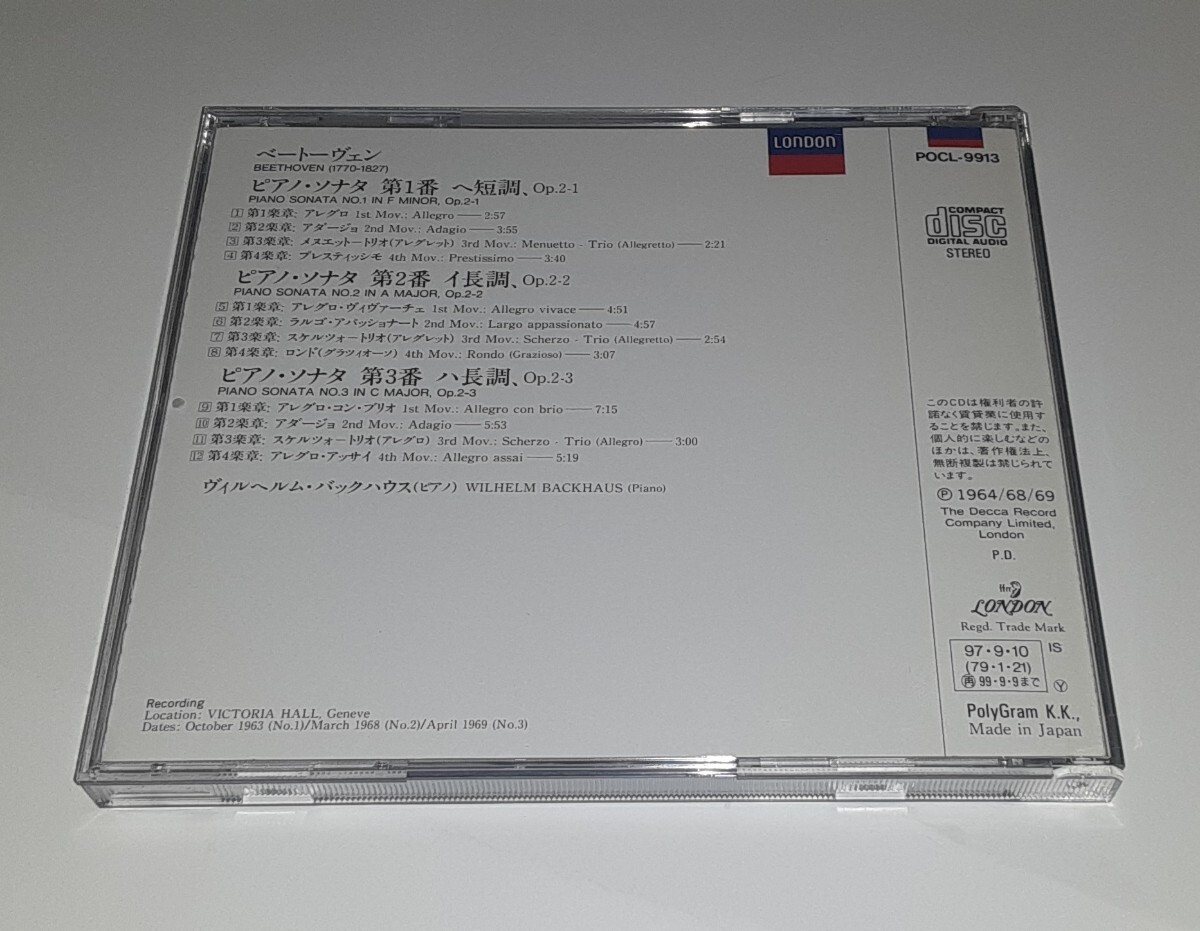 ベートーヴェン
BEETHOVEN (1770-1827)
ピアノ・ソナタ 第1番 ヘ短調、Op.2-1
PIANO SONATA NO.1 IN F MINOR, Op.2-1
1 第1楽章: アレグロ 1st Mov.: Allegro —— 2:57
2 第2楽章: アダージョ 2nd Mov.: Adagio —— 3:55
3 第3楽章: メヌエット—トリオ(アレグレット) 3rd Mov.: Menuetto - Trio (Allegretto) —— 2:21
4 第4楽章: プレスティッシモ 4th Mov.: Prestissimo —— 3:40
ピアノ・ソナタ 第2番 イ長調、Op.2-2
PIANO SONATA NO.2 IN A MAJOR, Op.2-2
5 第1楽章: アレグロ・ヴィヴァーチェ 1st Mov.: Allegro vivace —— 4:51
6 第2楽章: ラルゴ・アパッショナート 2nd Mov.: Largo appassionato —— 4:57
7 第3楽章: スケルツォ—トリオ(アレグレット) 3rd Mov.: Scherzo - Trio (Allegretto) —— 2:54
8 第4楽章: ロンド(グラツィオーソ) 4th Mov.: Rondo (Grazioso) —— 3:07
ピアノ・ソナタ 第3番 ハ長調、Op.2-3
PIANO SONATA NO.3 IN C MAJOR, Op.2-3
9 第1楽章: アレグロ・コン・ブリオ 1st Mov.: Allegro con brio —— 7:15
10 第2楽章: アダージョ 2nd Mov.: Adagio —— 5:53
11 第3楽章: スケルツォ—トリオ(アレグロ) 3rd Mov.: Scherzo - Trio (Allegro) —— 3:00
12 第4楽章: アレグロ・アッサイ 4th Mov.: Allegro assai —— 5:19
ヴィルヘルム・バックハウス(ピアノ) WILHELM BACKHAUS (Piano)
Recording
Location: VICTORIA HALL, Geneve
Dates: October 1963 (No.1)/March 1968 (No.2)/April 1969 (No.3)
LONDON
POCL-9913
COMPACT
disc
DIGITAL AUDIO
STEREO
このCDは権利者の許
諾なく賃貸業に使用す
ることを禁じます。また、
個人的に楽しむなどの
ほかは、著作権法上、
無断複製は禁じられて
います。
Ⓟ 1964/68/69
The Decca Record
Company Limited,
London
P.D.
ffrr
LONDON
Regd. Trade Mark
97・9・10 IS
(79・1・21)
㊢ 99・9・9まで Ⓨ
PolyGram K.K.,
Made in Japan